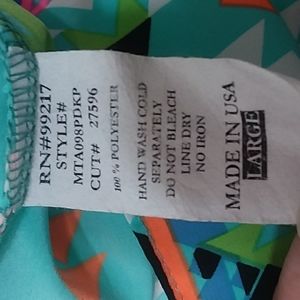 RN#99217
STYLE#
MTA098PDKP
CUT# 27596
100 % POLYESTER
HAND WASH COLD
SEPARATELY
DO NOT BLEACH
LINE DRY
NO IRON
MADE IN USA
LARGE